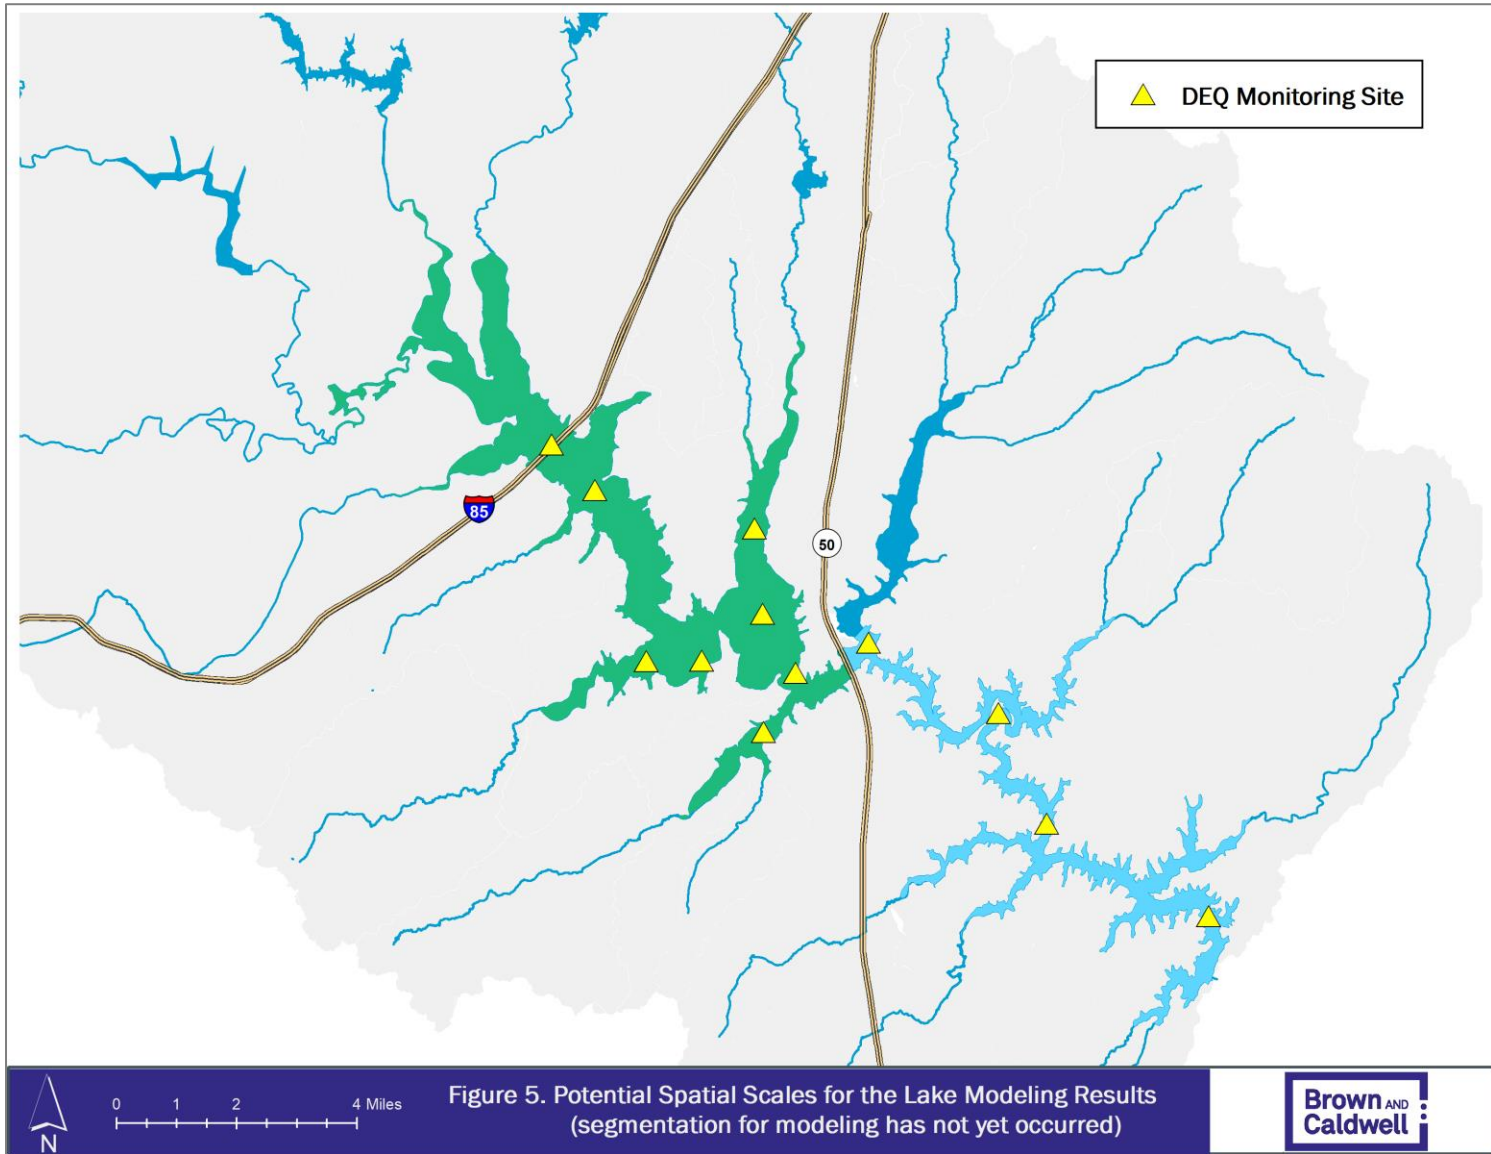 DEQ Monitoring Site
85
50
N
0 1 2 4 Miles
Figure 5. Potential Spatial Scales for the Lake Modeling Results
(segmentation for modeling has not yet occurred)
Brown AND
Caldwell